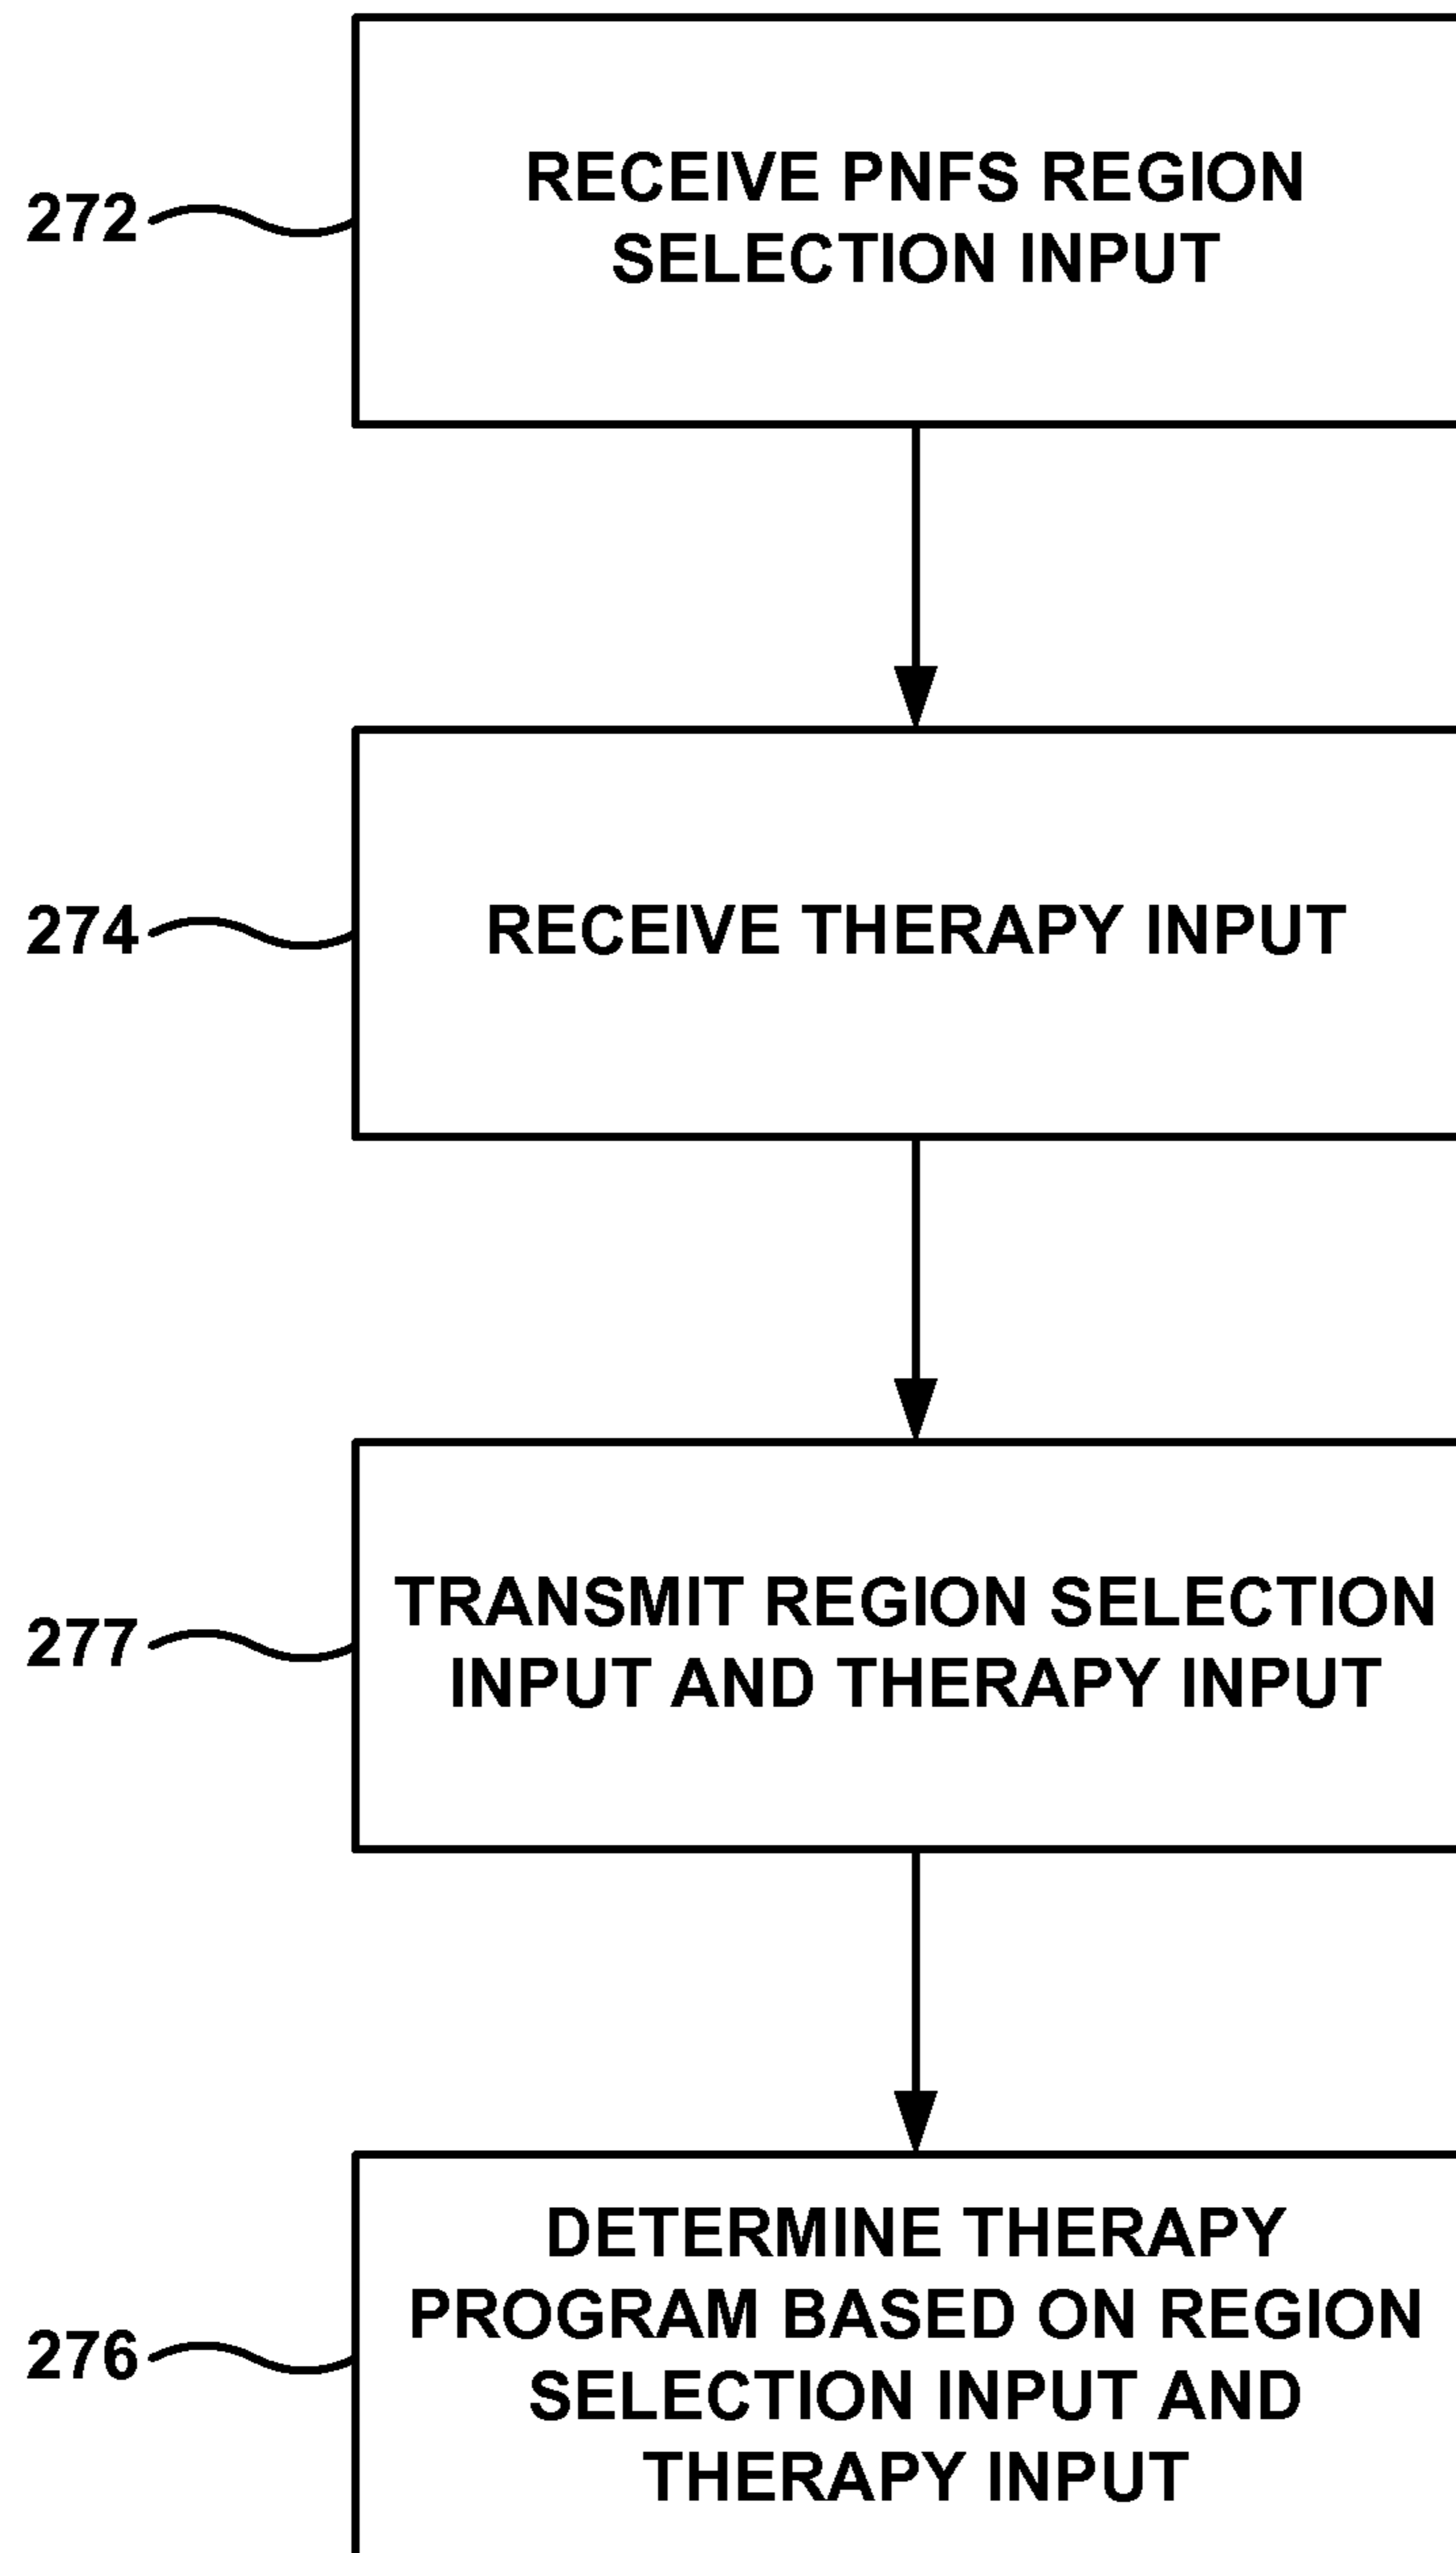 272
RECEIVE PNFS REGION
SELECTION INPUT
274
RECEIVE THERAPY INPUT
277
TRANSMIT REGION SELECTION
INPUT AND THERAPY INPUT
276
DETERMINE THERAPY
PROGRAM BASED ON REGION
SELECTION INPUT AND
THERAPY INPUT